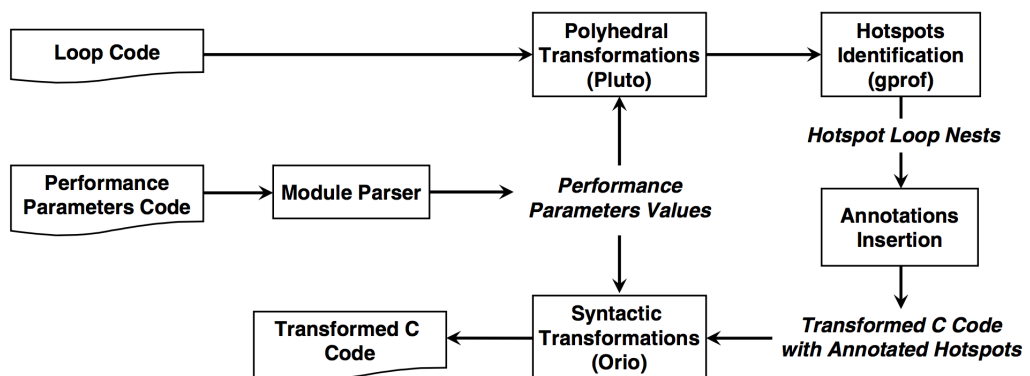 Loop Code
Polyhedral
Transformations
(Pluto)
Hotspots
Identification
(gprof)
Hotspot Loop Nests
Performance
Parameters Code
Module Parser
Performance
Parameters Values
Annotations
Insertion
Transformed C
Code
Syntactic
Transformations
(Orio)
Transformed C Code
with Annotated Hotspots